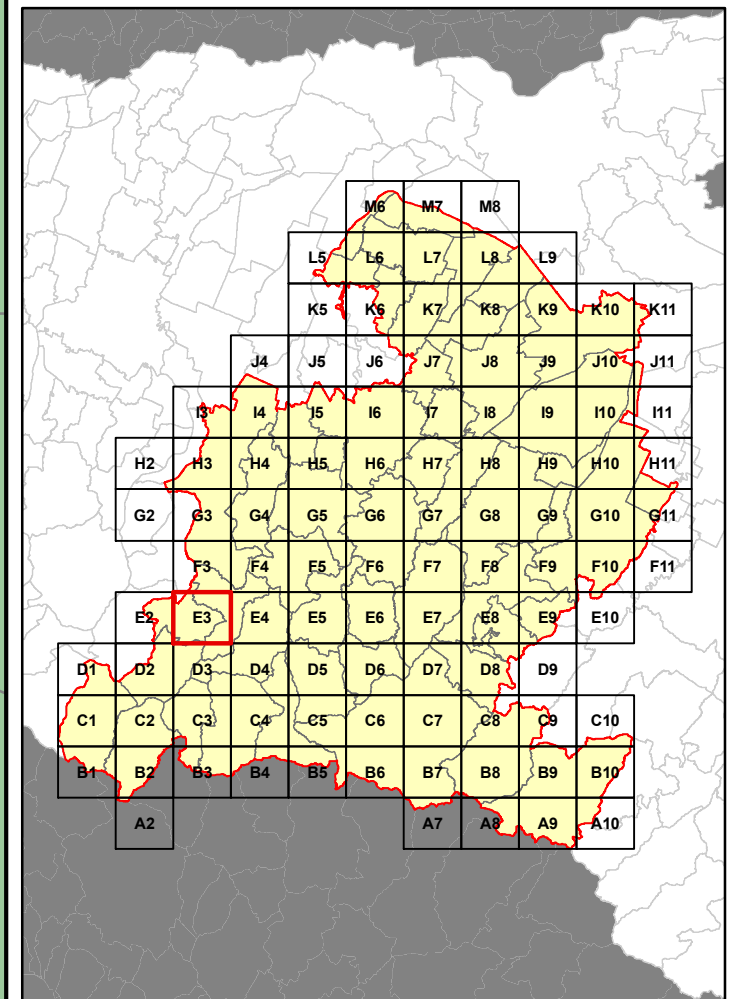 M6 M7 M8
L5 L6 L7 L8 L9
K5 K6 K7 K8 K9 K10 K11
J4 J5 J6 J7 J8 J9 J10 J11
I3 I4 I5 I6 I7 I8 I9 I10 I11
H2 H3 H4 H5 H6 H7 H8 H9 H10 H11
G2 G3 G4 G5 G6 G7 G8 G9 G10 G11
F3 F4 F5 F6 F7 F8 F9 F10 F11
E2 E3 E4 E5 E6 E7 E8 E9 E10
D1 D2 D3 D4 D5 D6 D7 D8 D9
C1 C2 C3 C4 C5 C6 C7 C8 C9 C10
B1 B2 B3 B4 B5 B6 B7 B8 B9 B10
A2 A7 A8 A9 A10